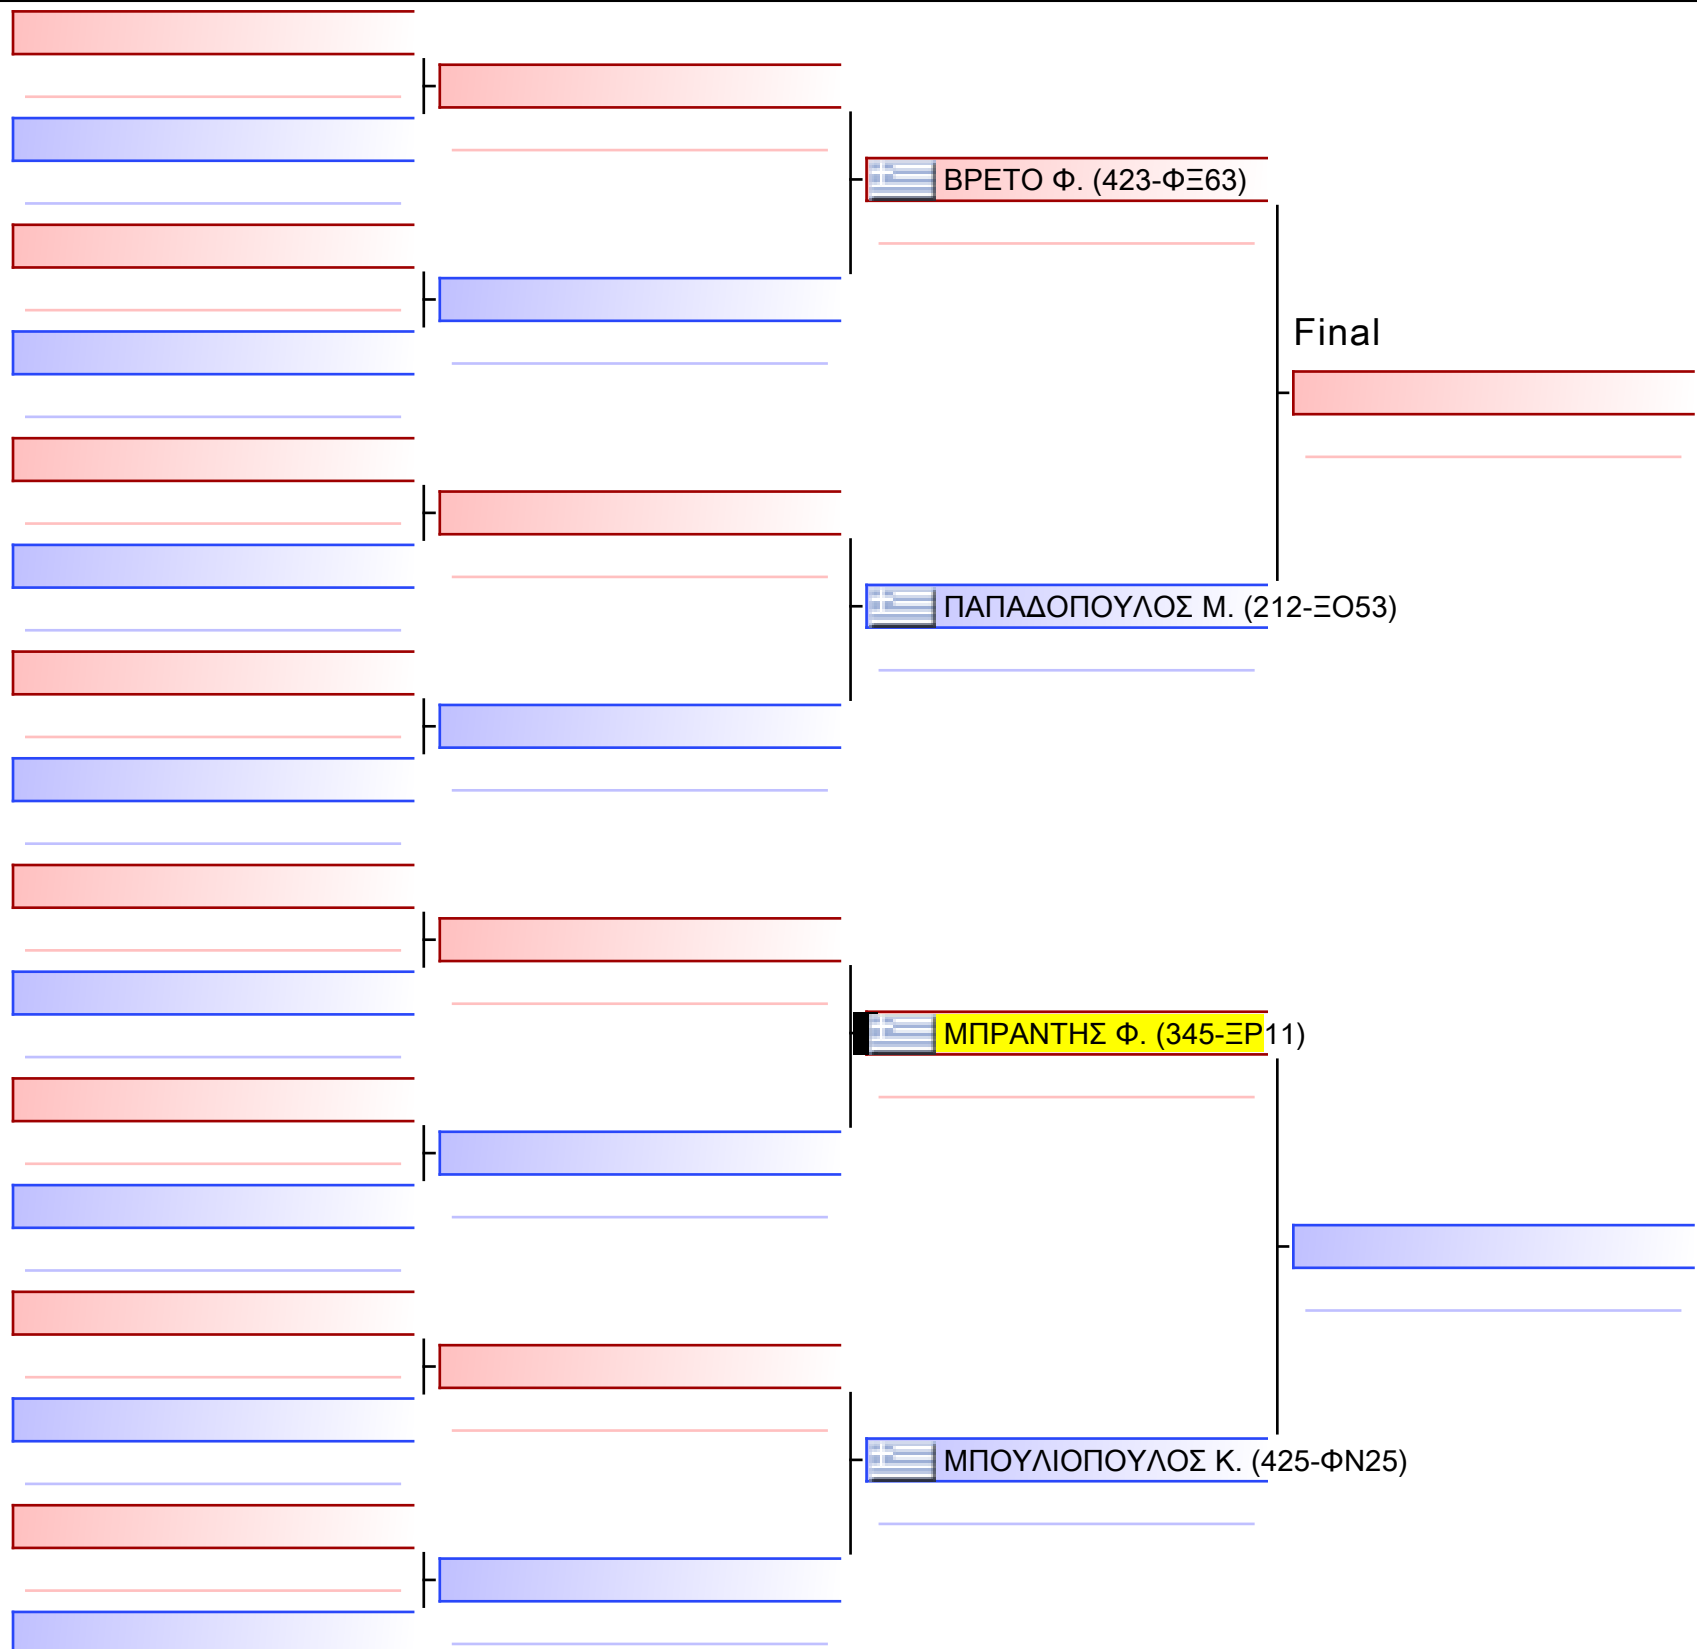 ΒΡΕΤΟ Φ. (423-ΦΞ63)
Final
ΠΑΠΑΔΟΠΟΥΛΟΣ Μ. (212-ΞΟ53)
ΜΠΡΑΝΤΗΣ Φ. (345-ΞΡ11)
ΜΠΟΥΛΙΟΠΟΥΛΟΣ Κ. (425-ΦΝ25)